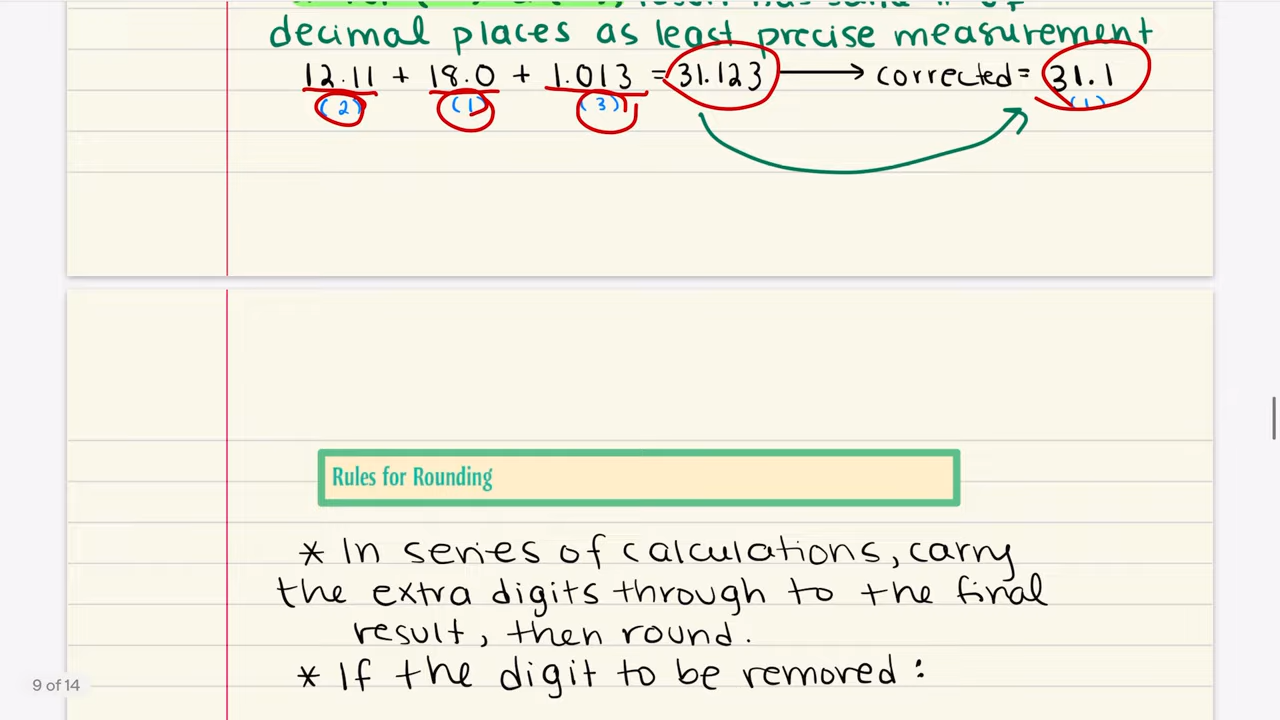 decimal places as least precise measurement
12.11 + 18.0 + 1.013 = 31.123 → corrected = 31.1
(2) (1) (3) (1)
Rules for Rounding
* In series of calculations, carry
the extra digits through to the final
result, then round.
* If the digit to be removed:
9 of 14